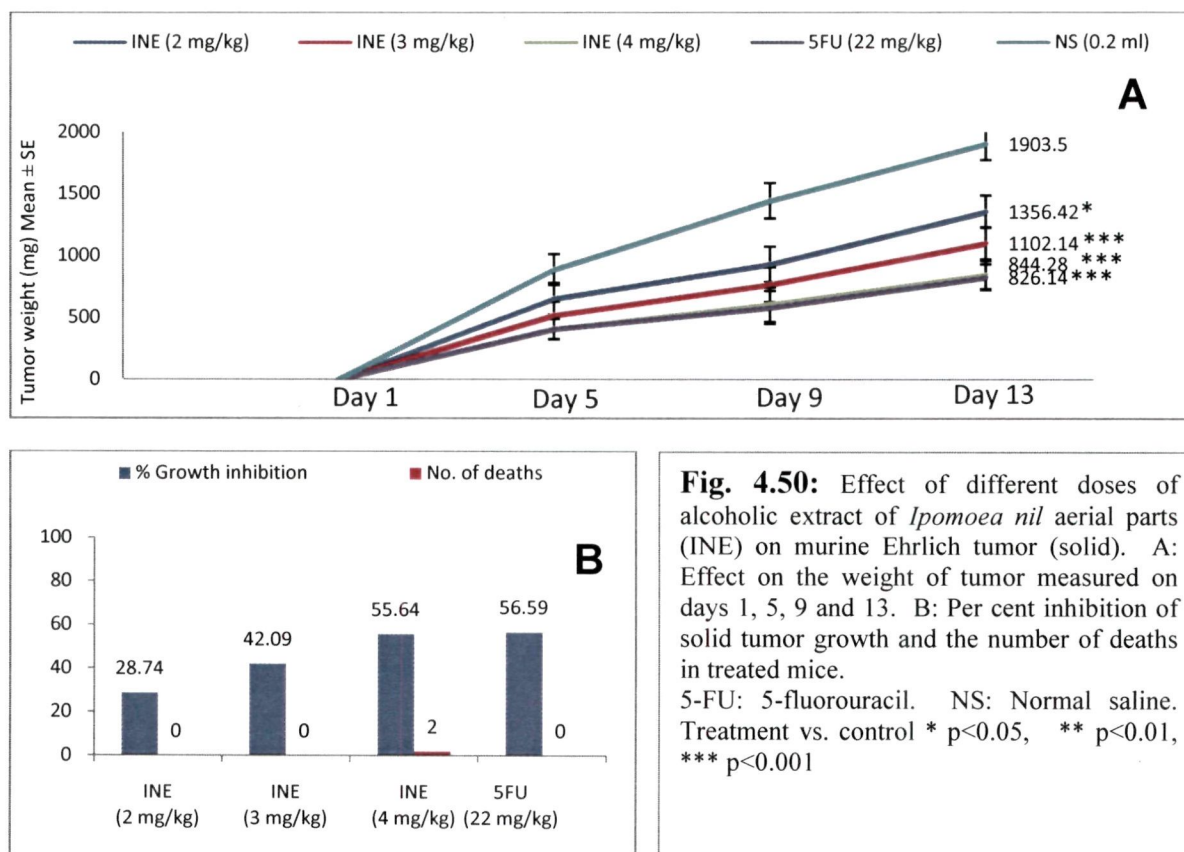 INE (2 mg/kg) INE (3 mg/kg) INE (4 mg/kg) 5FU (22 mg/kg) NS (0.2 ml)
A
Tumor weight (mg) Mean ± SE
2000
1500
1000
500
0
1903.5
1356.42 *
1102.14 ***
844.28 ***
826.14 ***
Day 1 Day 5 Day 9 Day 13
% Growth inhibition No. of deaths
B
100
80
60
40
20
0
28.74 0 42.09 0 55.64 2 56.59 0
INE INE INE 5FU
(2 mg/kg) (3 mg/kg) (4 mg/kg) (22 mg/kg)
Fig. 4.50: Effect of different doses of
alcoholic extract of Ipomoea nil aerial parts
(INE) on murine Ehrlich tumor (solid). A:
Effect on the weight of tumor measured on
days 1, 5, 9 and 13. B: Per cent inhibition of
solid tumor growth and the number of deaths
in treated mice.
5-FU: 5-fluorouracil. NS: Normal saline.
Treatment vs. control * p<0.05, ** p<0.01,
*** p<0.001